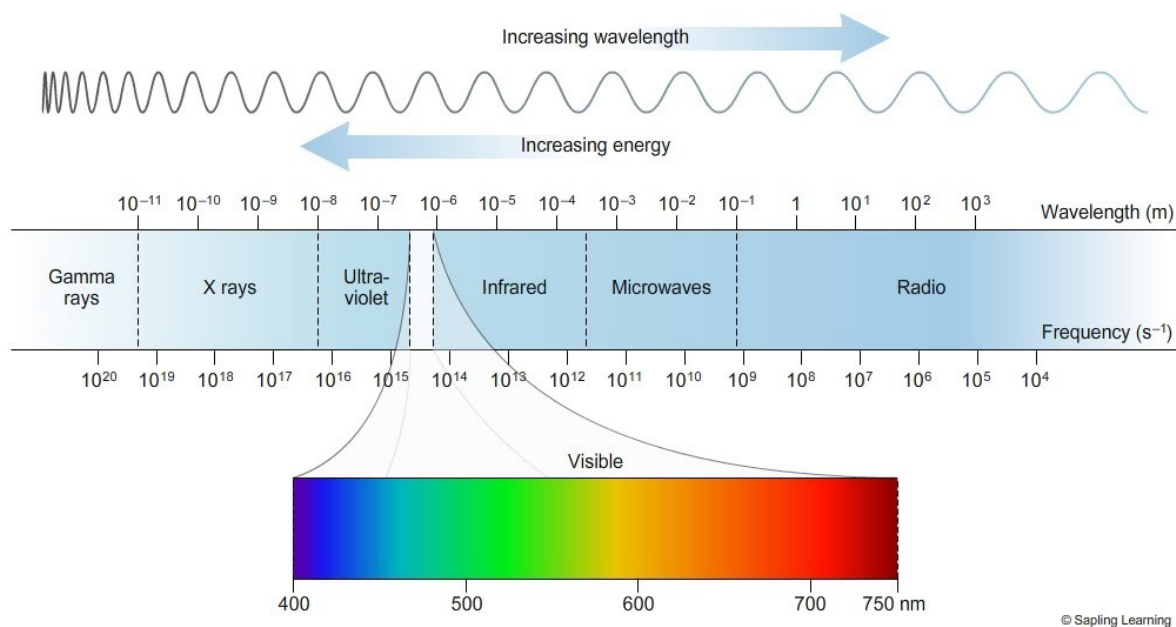 Increasing wavelength
Increasing energy
10⁻¹¹ 10⁻¹⁰ 10⁻⁹ 10⁻⁸ 10⁻⁷ 10⁻⁶ 10⁻⁵ 10⁻⁴ 10⁻³ 10⁻² 10⁻¹ 1 10¹ 10² 10³ Wavelength (m)
Gamma
rays
X rays
Ultra-
violet
Infrared
Microwaves
Radio
Frequency (s⁻¹)
10²⁰ 10¹⁹ 10¹⁸ 10¹⁷ 10¹⁶ 10¹⁵ 10¹⁴ 10¹³ 10¹² 10¹¹ 10¹⁰ 10⁹ 10⁸ 10⁷ 10⁶ 10⁵ 10⁴
Visible
400 500 600 700 750 nm
© Sapling Learning